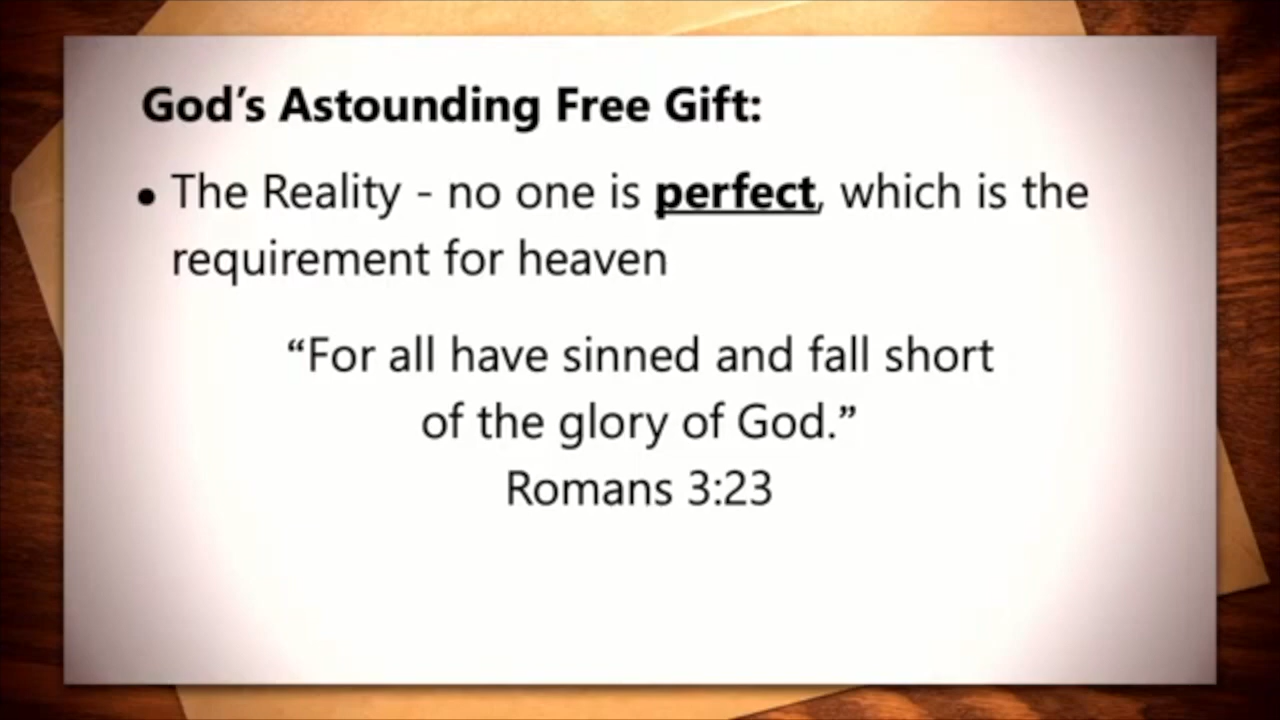 God’s Astounding Free Gift:
• The Reality - no one is perfect, which is the
requirement for heaven
“For all have sinned and fall short
of the glory of God.”
Romans 3:23